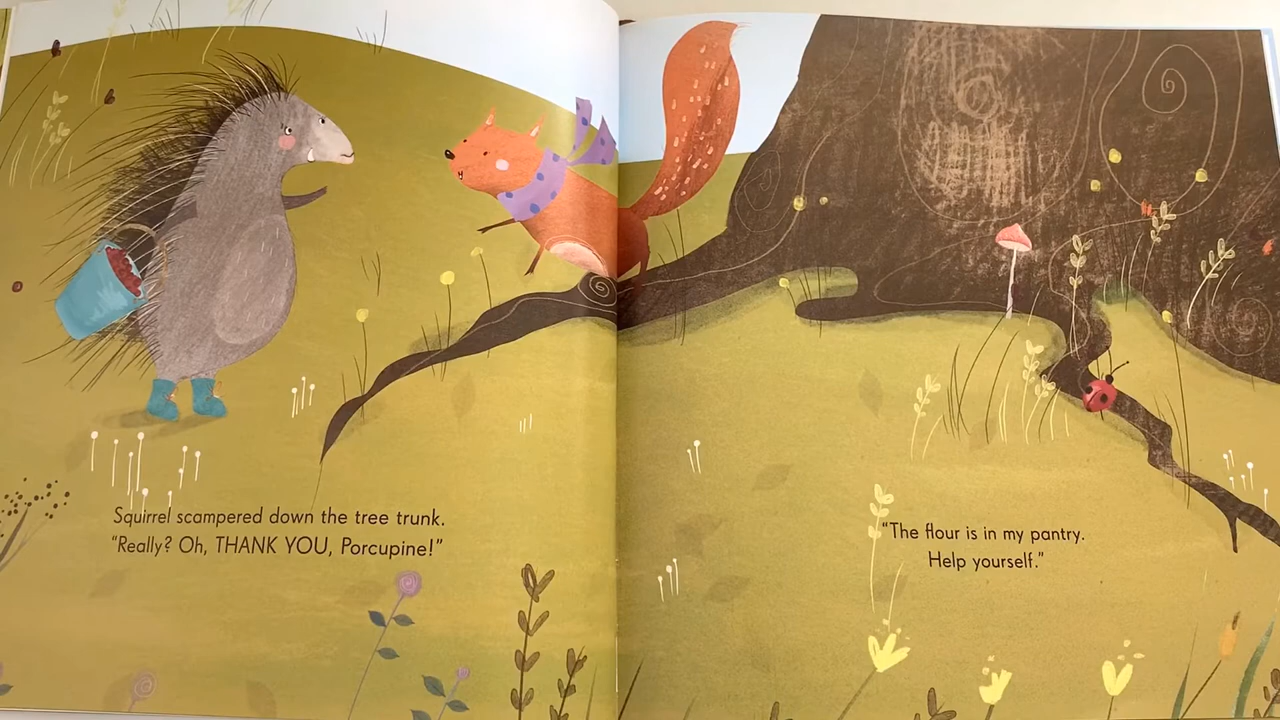 Squirrel scampered down the tree trunk.
“Really? Oh, THANK YOU, Porcupine!”
“The flour is in my pantry.
Help yourself.”